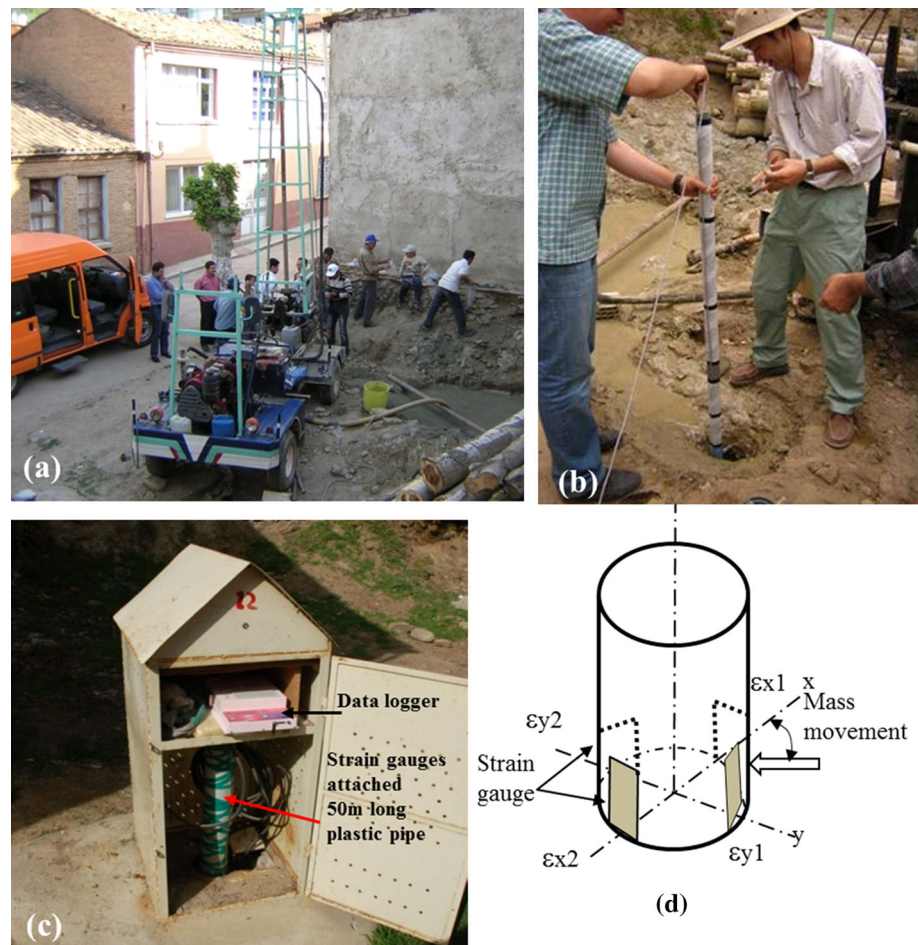 (a)
(b)
12
Data logger
Strain gauges
attached
50m long
plastic pipe
(c)
εx1
x
Mass
movement
εy2
Strain
gauge
y
εx2
εy1
(d)